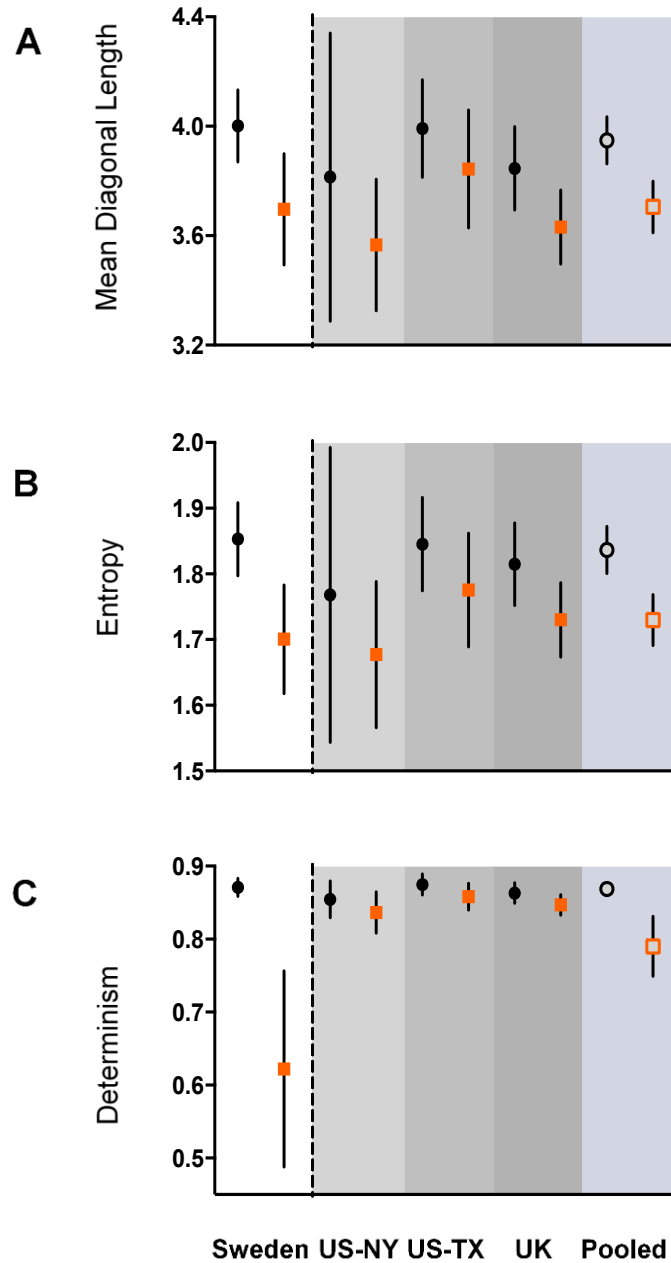 A
Mean Diagonal Length
4.4
4.0
3.6
3.2
B
Entropy
2.0
1.9
1.8
1.7
1.6
1.5
C
Determinism
0.9
0.8
0.7
0.6
0.5
Sweden US-NY US-TX UK Pooled